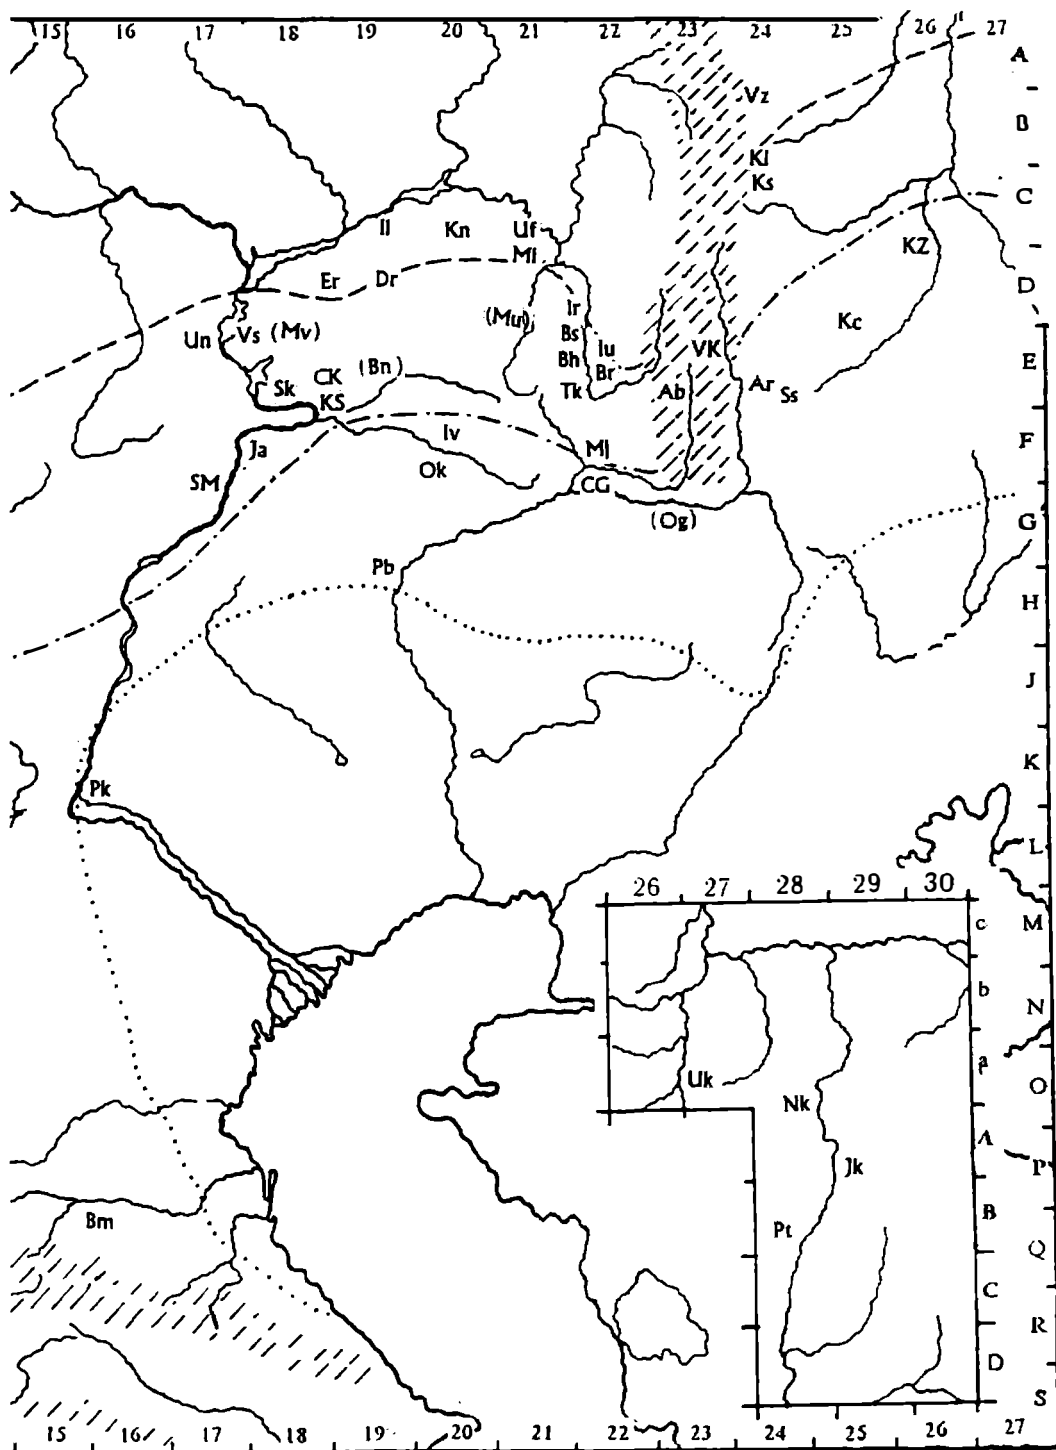 15 16 17 18 19 20 21 22 23 24 25 26 27
A
Vz
B
Kl
Ks
C
Il Kn Uf
Ml KZ
Er Dr D
(Mu) Ir Kc
Un Vs (Mv) Bs
Iu VK
Bh E
CK (Bn) Br
Sk KS Tk Ab Ar Ss
Iv F
Ja Ml
Ok
SM CG
(Og) G
Pb
H
J
K
Pk
L
26 27 28 29 30
c M
b N
a O
Uk
Nk
A
Jk P
Bm Pt B
Q
C
R
D
S
15 16 17 18 19 20 21 22 23 24 25 26 27
24 25 26